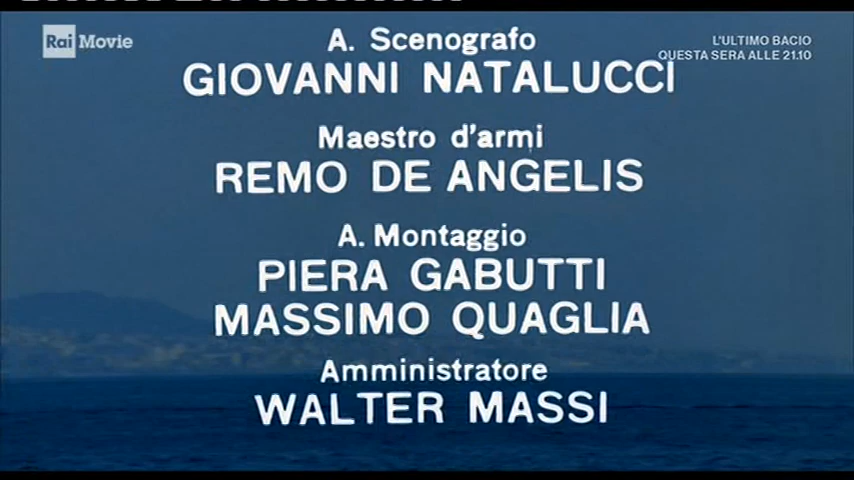 Rai Movie
L'ULTIMO BACIO
QUESTA SERA ALLE 21.10
A. Scenografo
GIOVANNI NATALUCCI
Maestro d'armi
REMO DE ANGELIS
A. Montaggio
PIERA GABUTTI
MASSIMO QUAGLIA
Amministratore
WALTER MASSI